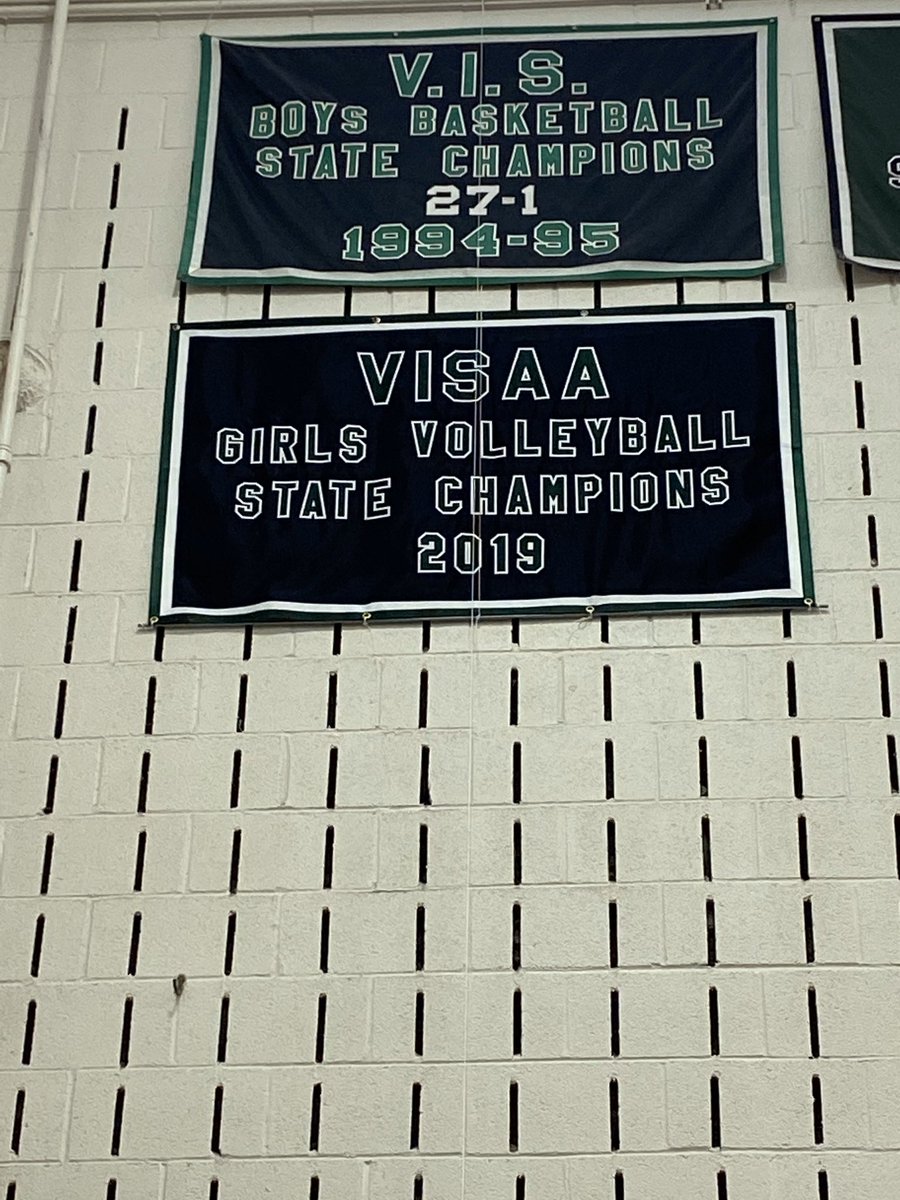 V.I.S.
BOYS BASKETBALL
STATE CHAMPIONS
27-1
1994-95
VISAA
GIRLS VOLLEYBALL
STATE CHAMPIONS
2019